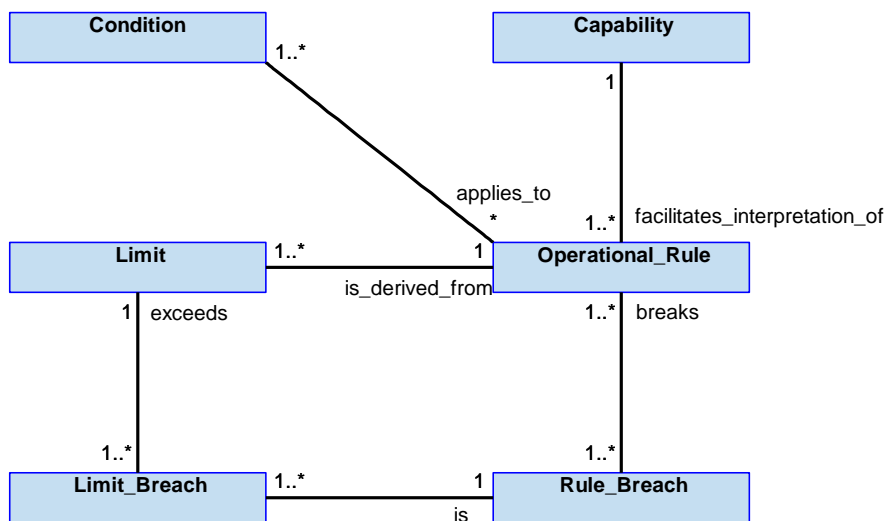 Condition
Capability
1..*
1
applies_to
*
1..*
facilitates_interpretation_of
Limit
1..*
1
Operational_Rule
is_derived_from
1
exceeds
1..*
breaks
1..*
1..*
Limit_Breach
1..*
1
Rule_Breach
is